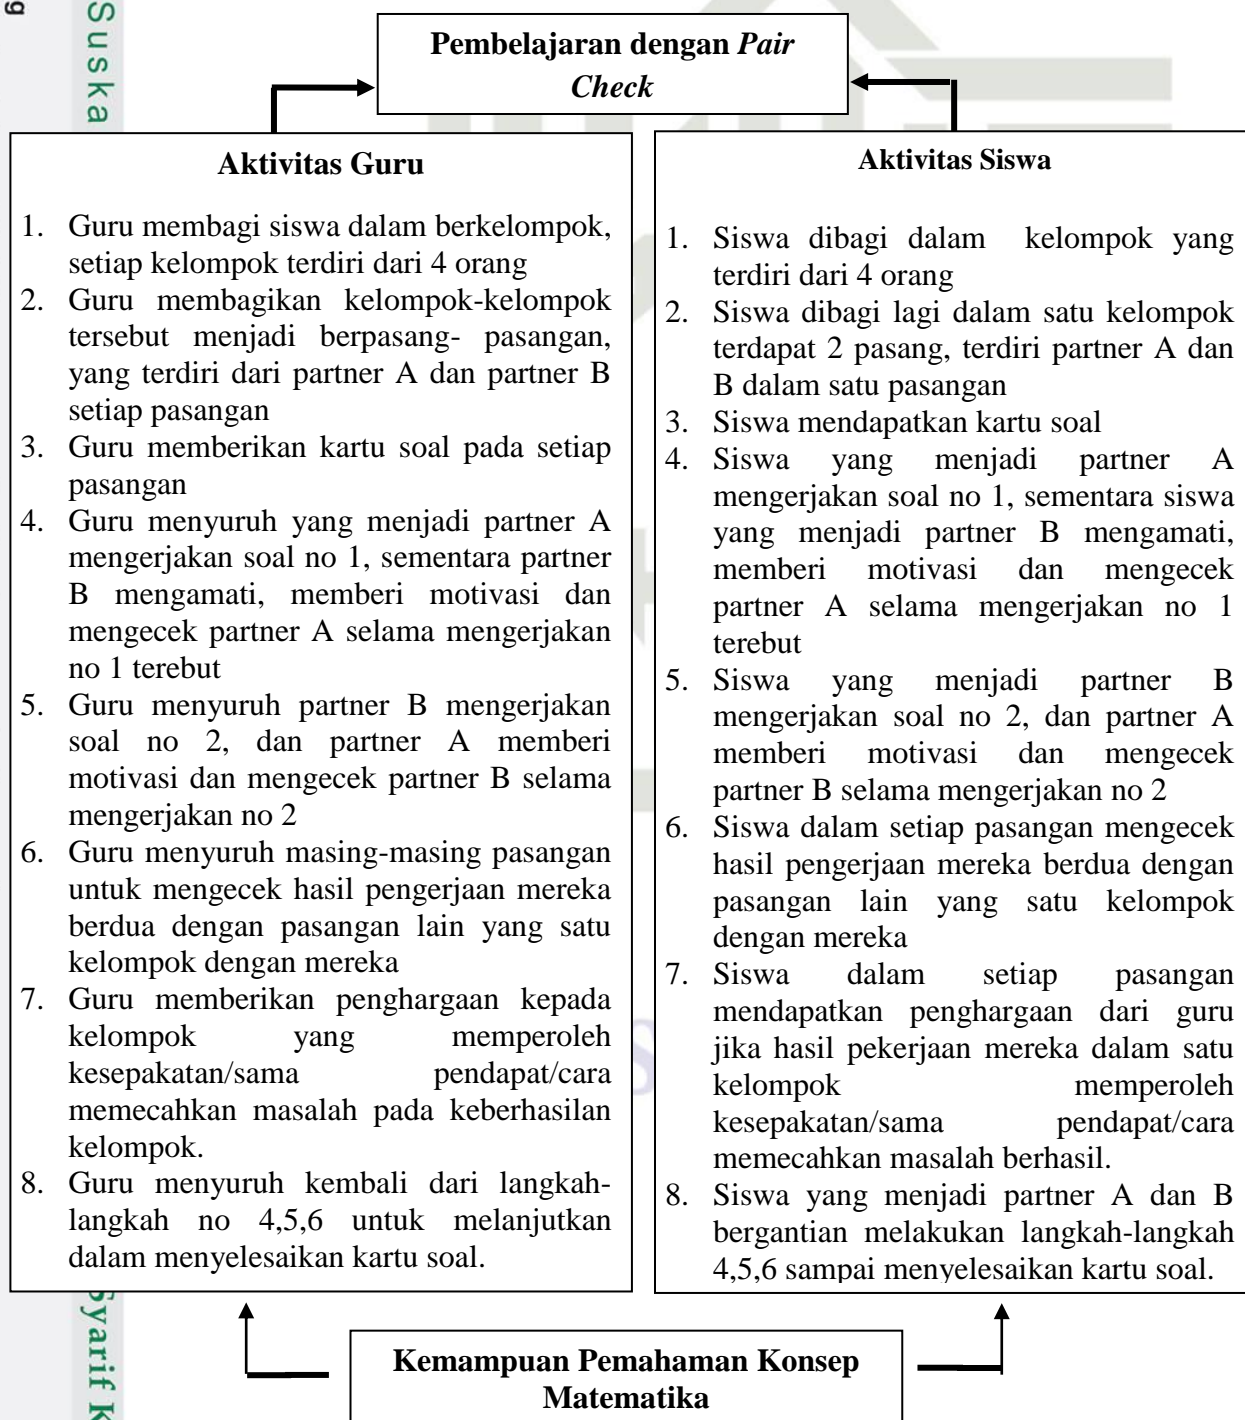 Suska
Pembelajaran dengan Pair
Check
Aktivitas Guru
1. Guru membagi siswa dalam berkelompok,
setiap kelompok terdiri dari 4 orang
2. Guru membagikan kelompok-kelompok
tersebut menjadi berpasang- pasangan,
yang terdiri dari partner A dan partner B
setiap pasangan
3. Guru memberikan kartu soal pada setiap
pasangan
4. Guru menyuruh yang menjadi partner A
mengerjakan soal no 1, sementara partner
B mengamati, memberi motivasi dan
mengecek partner A selama mengerjakan
no 1 terebut
5. Guru menyuruh partner B mengerjakan
soal no 2, dan partner A memberi
motivasi dan mengecek partner B selama
mengerjakan no 2
6. Guru menyuruh masing-masing pasangan
untuk mengecek hasil pengerjaan mereka
berdua dengan pasangan lain yang satu
kelompok dengan mereka
7. Guru memberikan penghargaan kepada
kelompok yang memperoleh
kesepakatan/sama pendapat/cara
memecahkan masalah pada keberhasilan
kelompok.
8. Guru menyuruh kembali dari langkah-
langkah no 4,5,6 untuk melanjutkan
dalam menyelesaikan kartu soal.
Aktivitas Siswa
1. Siswa dibagi dalam kelompok yang
terdiri dari 4 orang
2. Siswa dibagi lagi dalam satu kelompok
terdapat 2 pasang, terdiri partner A dan
B dalam satu pasangan
3. Siswa mendapatkan kartu soal
4. Siswa yang menjadi partner A
mengerjakan soal no 1, sementara siswa
yang menjadi partner B mengamati,
memberi motivasi dan mengecek
partner A selama mengerjakan no 1
terebut
5. Siswa yang menjadi partner B
mengerjakan soal no 2, dan partner A
memberi motivasi dan mengecek
partner B selama mengerjakan no 2
6. Siswa dalam setiap pasangan mengecek
hasil pengerjaan mereka berdua dengan
pasangan lain yang satu kelompok
dengan mereka
7. Siswa dalam setiap pasangan
mendapatkan penghargaan dari guru
jika hasil pekerjaan mereka dalam satu
kelompok memperoleh
kesepakatan/sama pendapat/cara
memecahkan masalah berhasil.
8. Siswa yang menjadi partner A dan B
bergantian melakukan langkah-langkah
4,5,6 sampai menyelesaikan kartu soal.
Syarif K
Kemampuan Pemahaman Konsep
Matematika